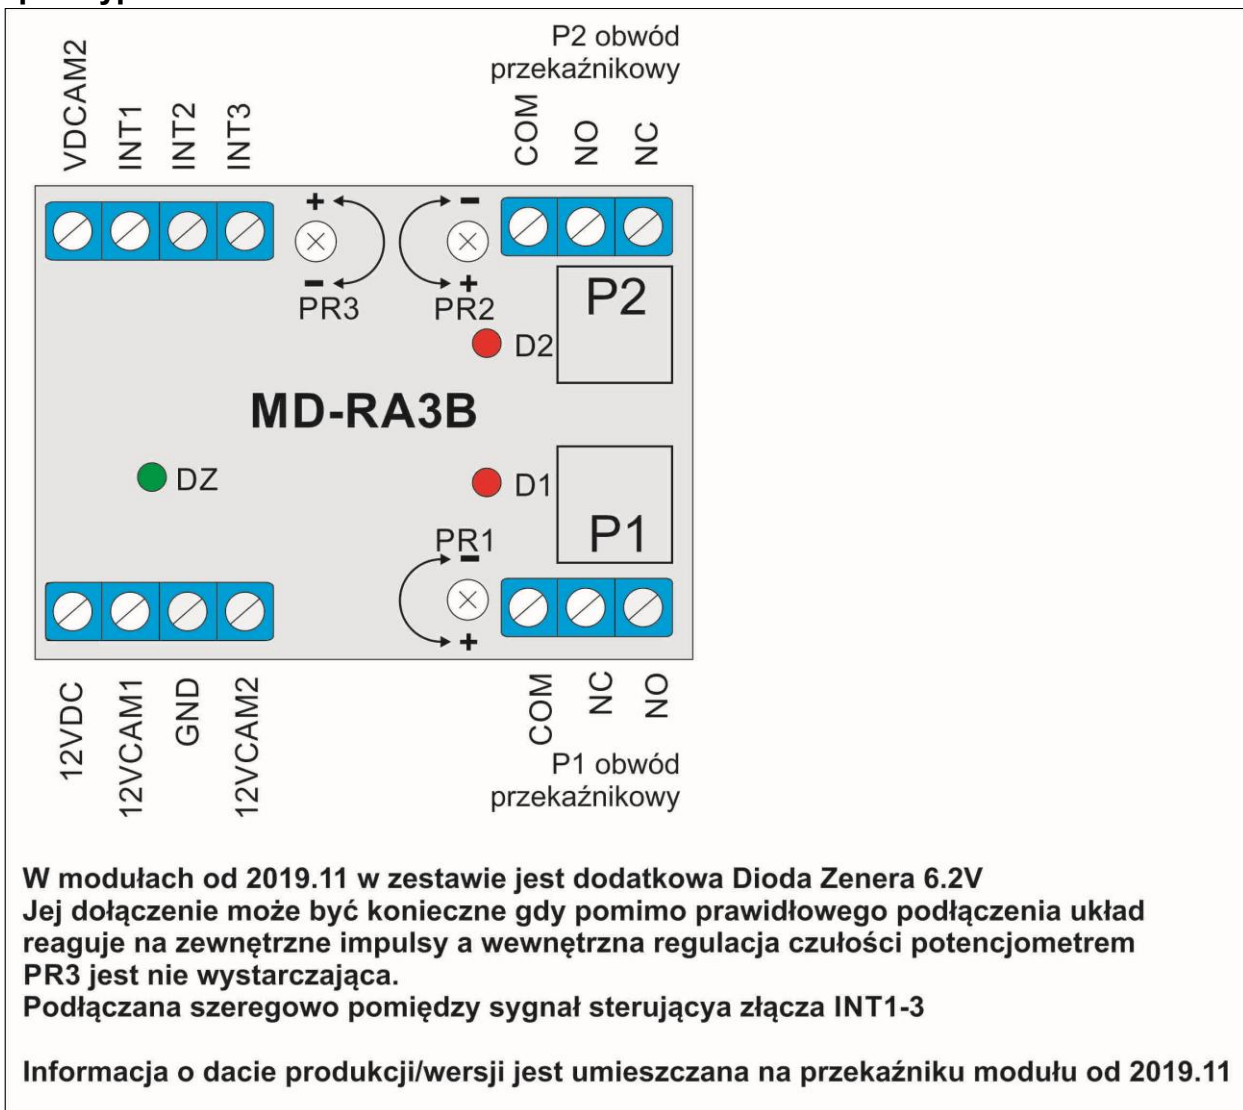 P2 obwód
przekaźnikowy
VDCAM2
INT1
INT2
INT3
COM
NO
NC
+
-
-
+
PR3
PR2
P2
D2
MD-RA3B
DZ
D1
P1
PR1
-
+
12VDC
12VCAM1
GND
12VCAM2
COM
NC
NO
P1 obwód
przekaźnikowy
W modułach od 2019.11 w zestawie jest dodatkowa Dioda Zenera 6.2V
Jej dołączenie może być konieczne gdy pomimo prawidłowego podłączenia układ
reaguje na zewnętrzne impulsy a wewnętrzna regulacja czułości potencjometrem
PR3 jest nie wystarczająca.
Podłączana szeregowo pomiędzy sygnał sterującya złącza INT1-3
Informacja o dacie produkcji/wersji jest umieszczana na przekaźniku modułu od 2019.11